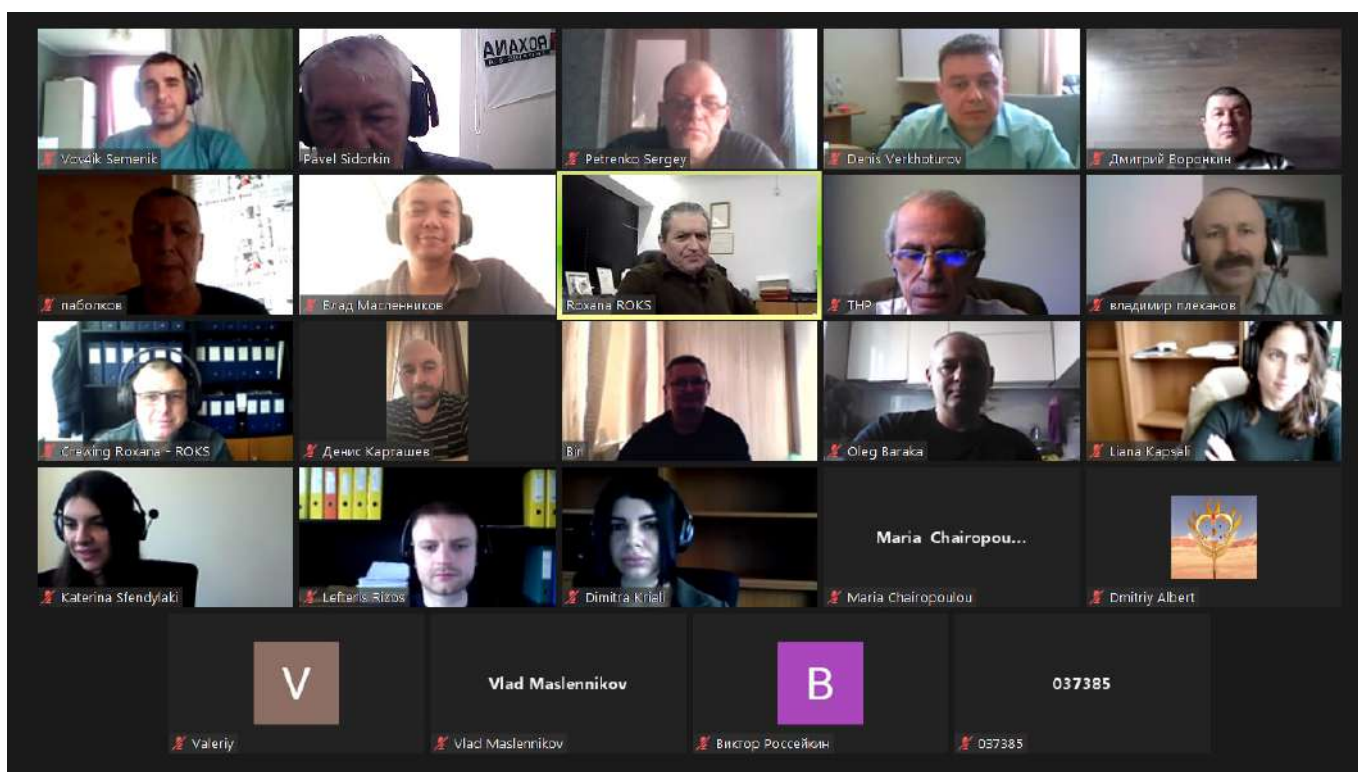 ROXANA
Vov4ik Semenik
Pavel Sidorkin
Petrenko Sergey
Denis Verkhoturov
Дмитрий Воронкин
паболков
Влад Масленников
Roxana ROKS
THP
владимир плеханов
Crewing Roxana - ROKS
Денис Карташев
Bin
Oleg Baraka
Liana Kapsali
Katerina Sfendylaki
Lefteris Rizos
Dimitra Kriali
Maria Chairopou...
Maria Chairopoulou
Dmitriy Albert
V
Valeriy
Vlad Maslennikov
Vlad Maslennikov
В
Виктор Россейкин
037385
037385